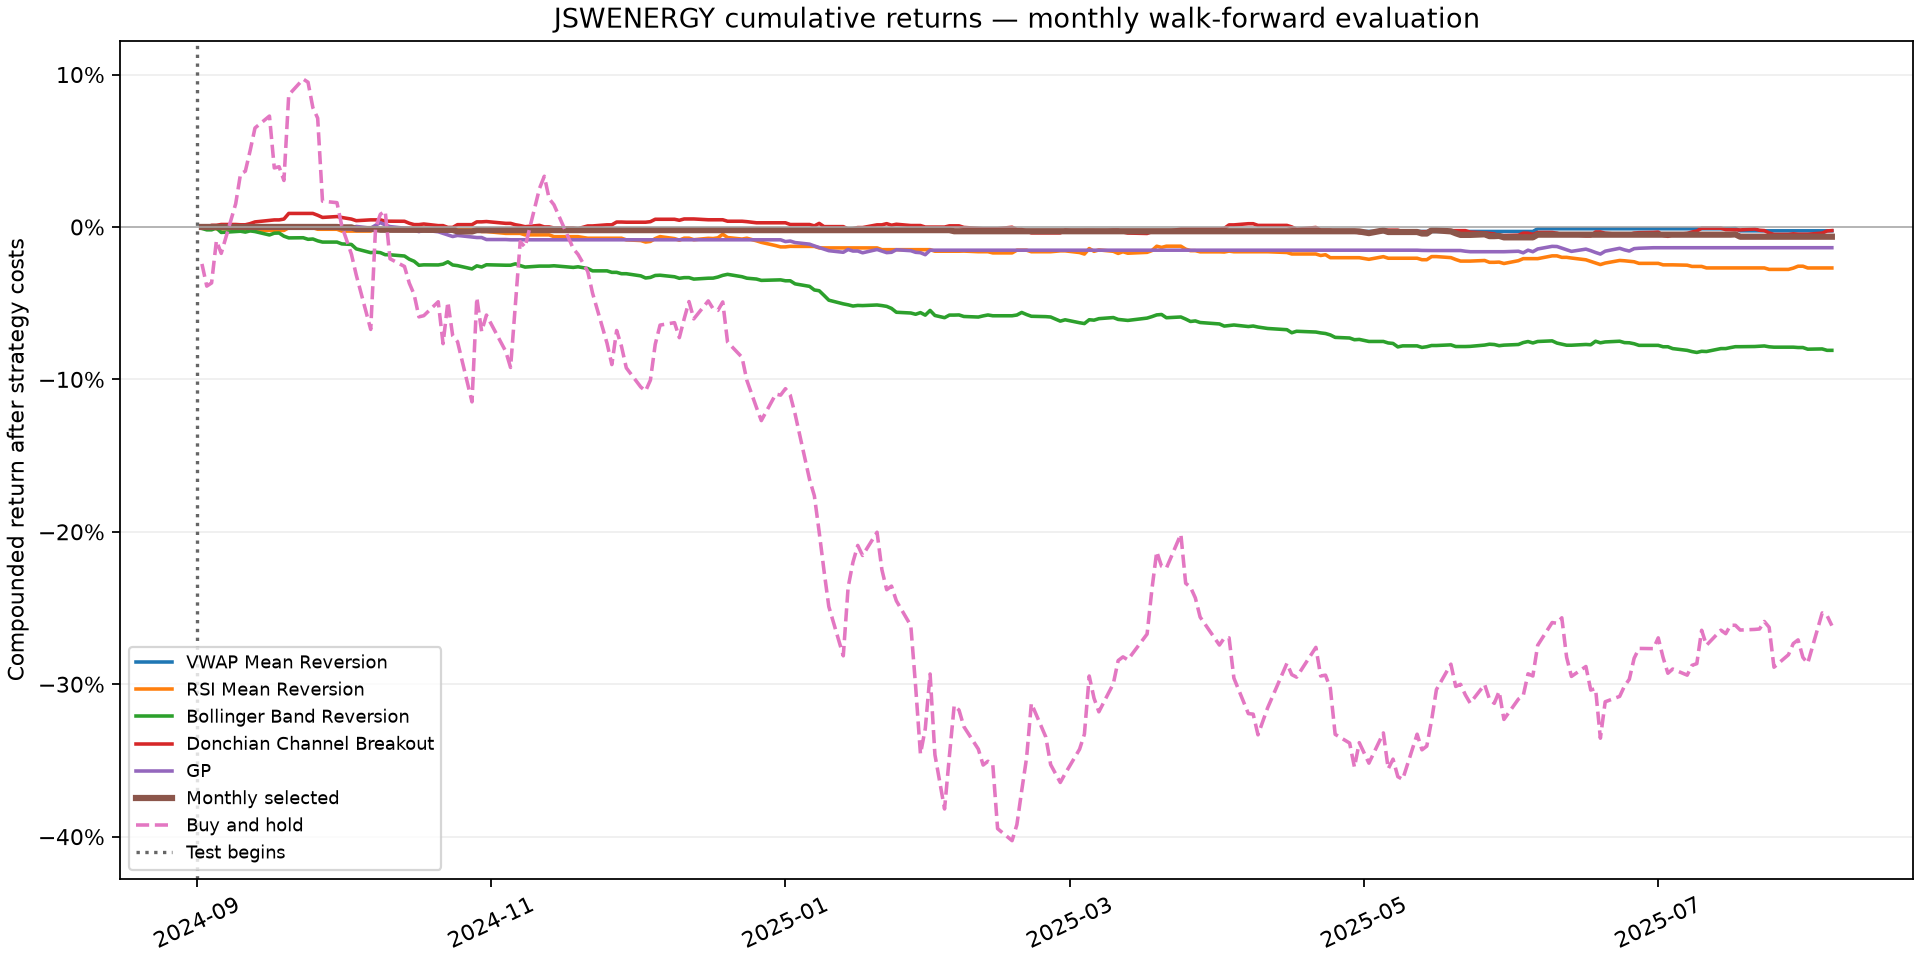 JSWENERGY cumulative returns — monthly walk-forward evaluation
Compounded return after strategy costs
10%
0%
−10%
−20%
−30%
−40%
VWAP Mean Reversion
RSI Mean Reversion
Bollinger Band Reversion
Donchian Channel Breakout
GP
Monthly selected
Buy and hold
Test begins
2024-09
2024-11
2025-01
2025-03
2025-05
2025-07